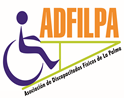 ADFILPA
Asociación de Discapacitados Físicos de La Palma